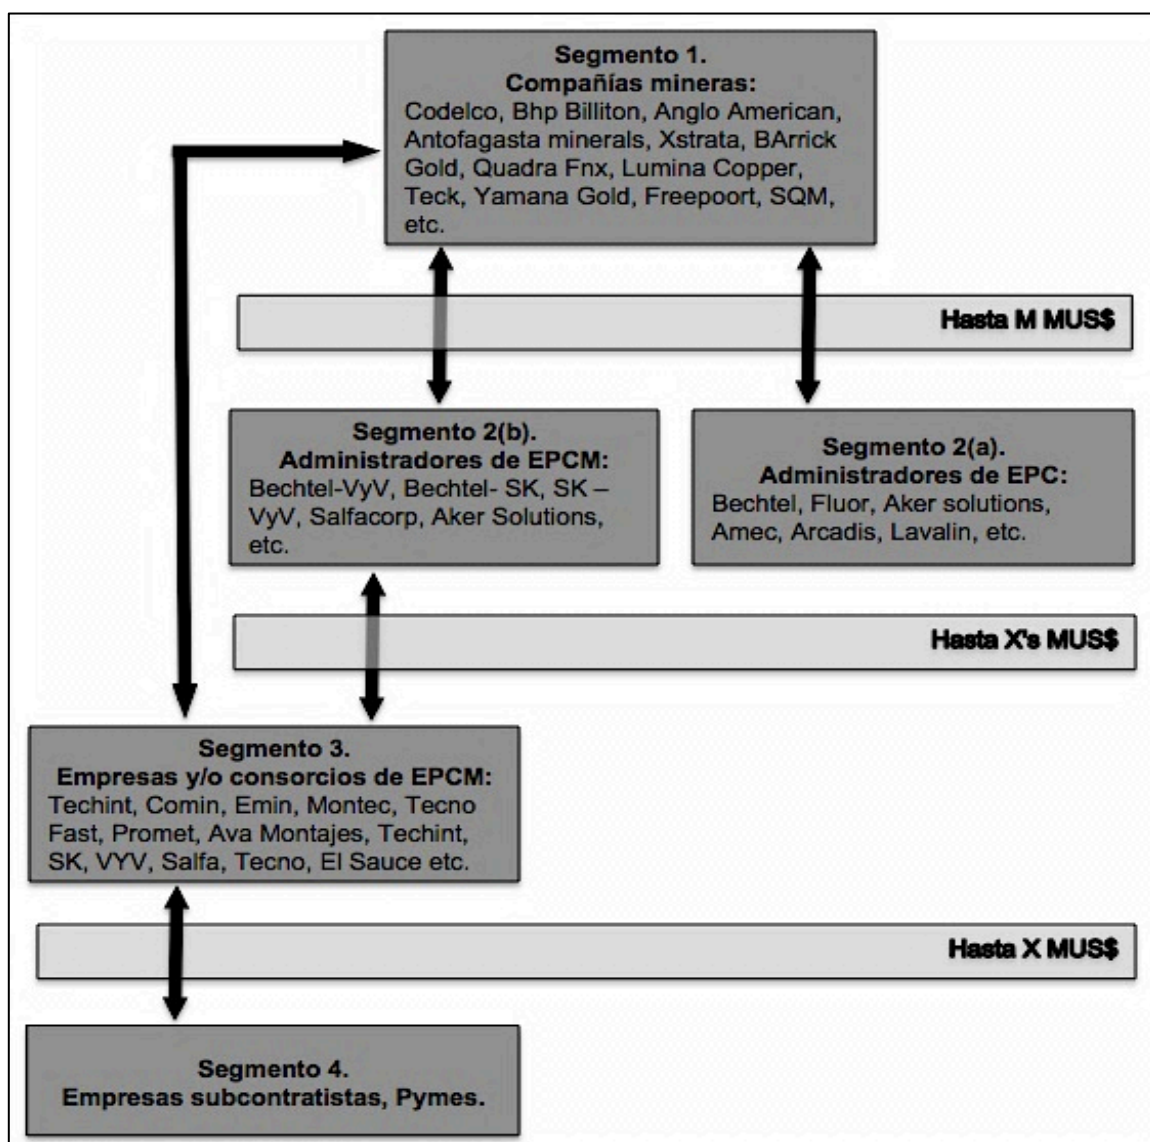 Segmento 1.
Compañías mineras:
Codelco, Bhp Billiton, Anglo American,
Antofagasta minerals, Xstrata, BArrick
Gold, Quadra Fnx, Lumina Copper,
Teck, Yamana Gold, Freepoort, SQM,
etc.
Hasta M MUS$
Segmento 2(b).
Administradores de EPCM:
Bechtel-VyV, Bechtel- SK, SK –
VyV, Salfacorp, Aker Solutions,
etc.
Segmento 2(a).
Administradores de EPC:
Bechtel, Fluor, Aker solutions,
Amec, Arcadis, Lavalin, etc.
Hasta X's MUS$
Segmento 3.
Empresas y/o consorcios de EPCM:
Techint, Comin, Emin, Montec, Tecno
Fast, Promet, Ava Montajes, Techint,
SK, VYV, Salfa, Tecno, El Sauce etc.
Hasta X MUS$
Segmento 4.
Empresas subcontratistas, Pymes.